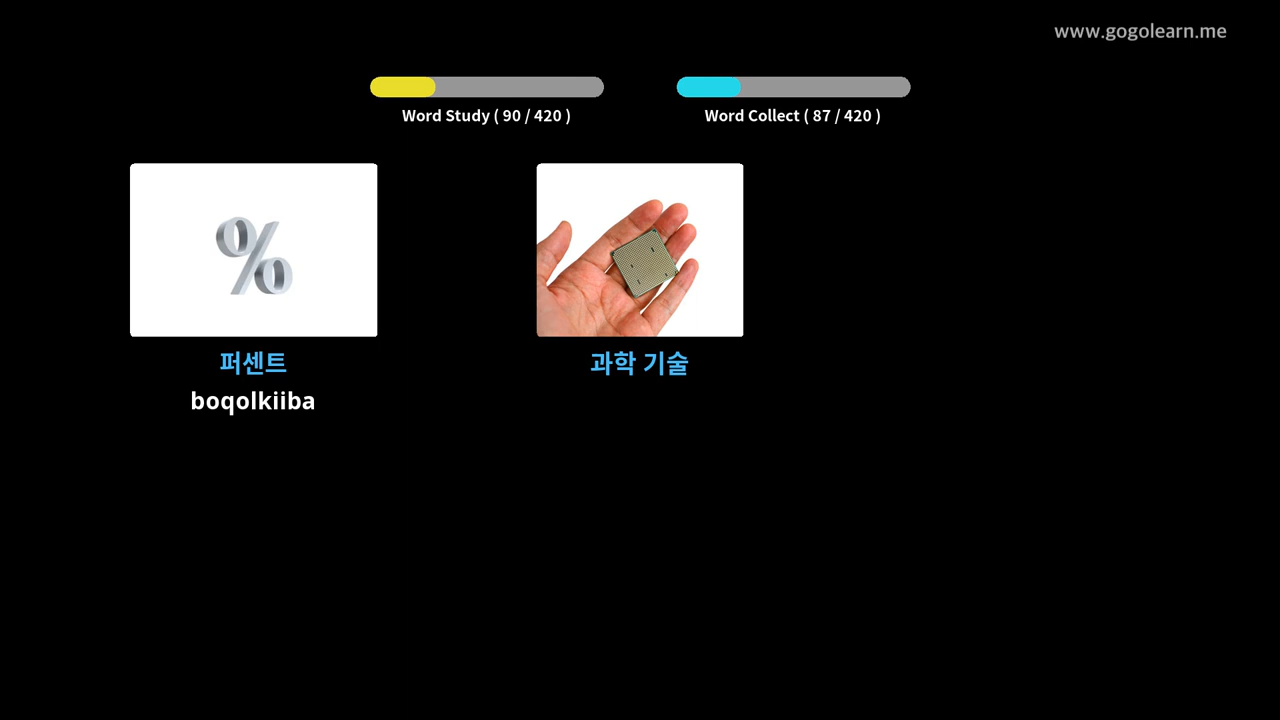 www.gogolearn.me
Word Study ( 90 / 420 )
Word Collect ( 87 / 420 )
%
퍼센트
boqolkiiba
과학 기술